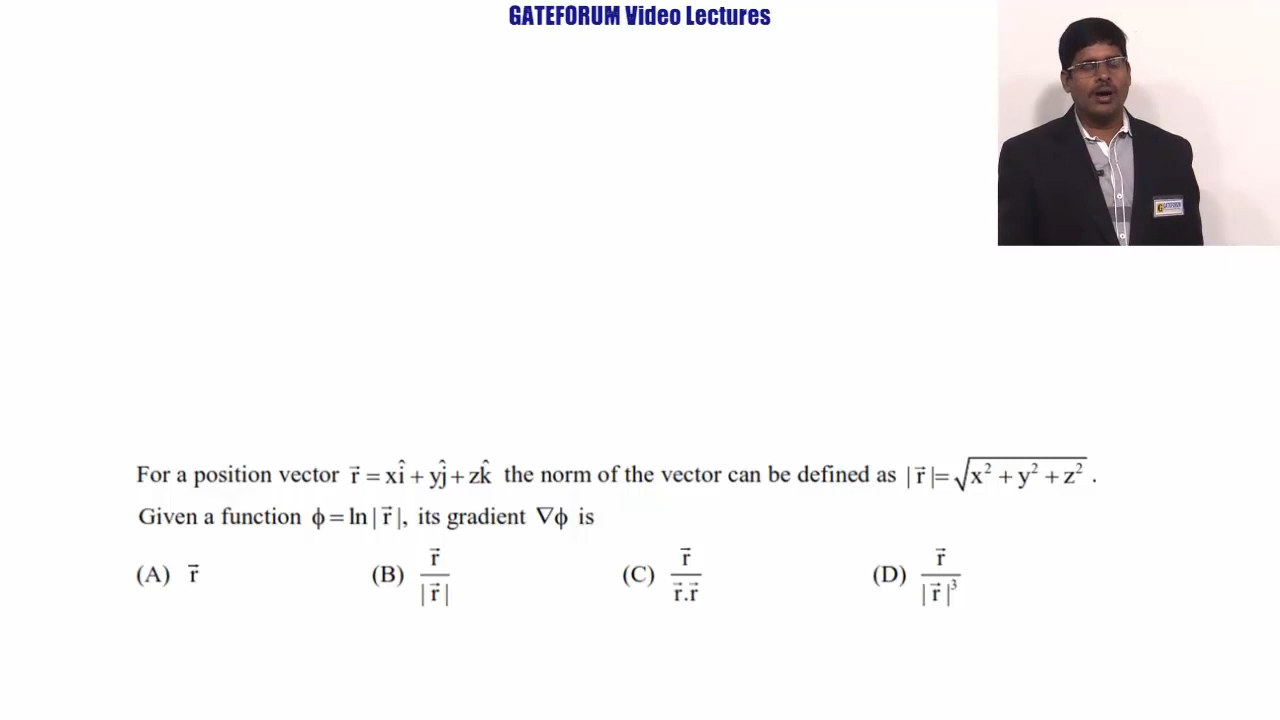 GATEFORUM Video Lectures
GATEFORUM
For a position vector r⃗ = xî + yĵ + zk̂ the norm of the vector can be defined as |r⃗| = √(x² + y² + z²) .
Given a function ϕ = ln|r⃗|, its gradient ∇ϕ is
(A) r⃗ (B) r⃗ / |r⃗| (C) r⃗ / r⃗.r⃗ (D) r⃗ / |r⃗|³